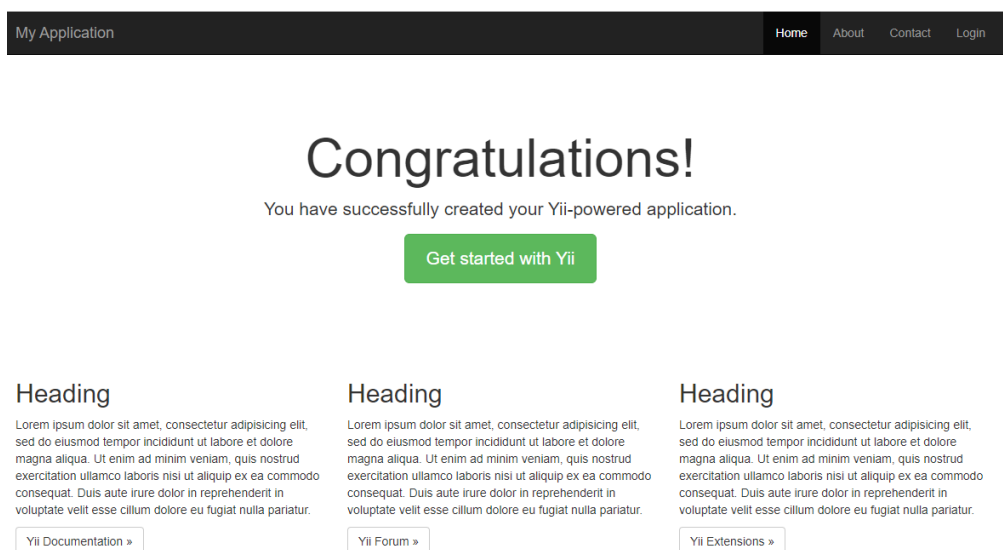 My Application
Home About Contact Login
Congratulations!
You have successfully created your Yii-powered application.
Get started with Yii
Heading
Lorem ipsum dolor sit amet, consectetur adipisicing elit,
sed do eiusmod tempor incididunt ut labore et dolore
magna aliqua. Ut enim ad minim veniam, quis nostrud
exercitation ullamco laboris nisi ut aliquip ex ea commodo
consequat. Duis aute irure dolor in reprehenderit in
voluptate velit esse cillum dolore eu fugiat nulla pariatur.
Yii Documentation »
Heading
Lorem ipsum dolor sit amet, consectetur adipisicing elit,
sed do eiusmod tempor incididunt ut labore et dolore
magna aliqua. Ut enim ad minim veniam, quis nostrud
exercitation ullamco laboris nisi ut aliquip ex ea commodo
consequat. Duis aute irure dolor in reprehenderit in
voluptate velit esse cillum dolore eu fugiat nulla pariatur.
Yii Forum »
Heading
Lorem ipsum dolor sit amet, consectetur adipisicing elit,
sed do eiusmod tempor incididunt ut labore et dolore
magna aliqua. Ut enim ad minim veniam, quis nostrud
exercitation ullamco laboris nisi ut aliquip ex ea commodo
consequat. Duis aute irure dolor in reprehenderit in
voluptate velit esse cillum dolore eu fugiat nulla pariatur.
Yii Extensions »